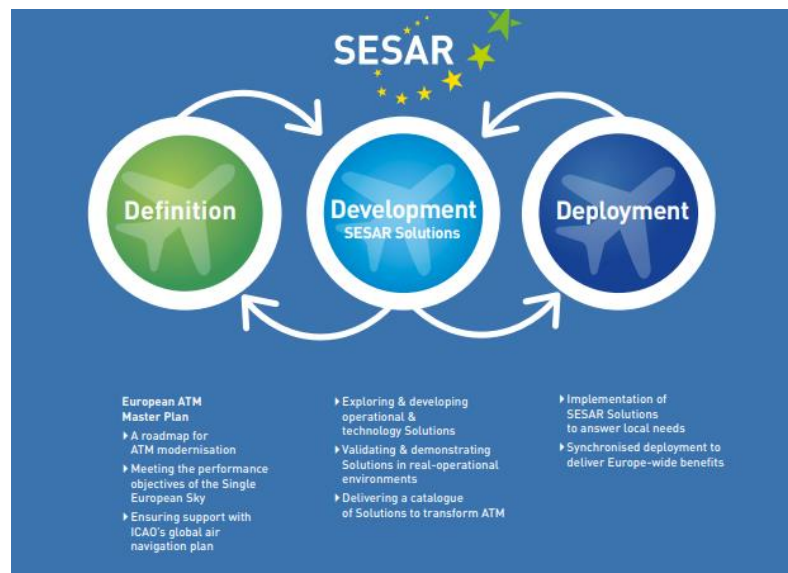 SESAR
Definition
Development
SESAR Solutions
Deployment
European ATM
Master Plan
A roadmap for
ATM modernisation
Meeting the performance
objectives of the Single
European Sky
Ensuring support with
ICAO's global air
navigation plan
Exploring & developing
operational &
technology Solutions
Validating & demonstrating
Solutions in real-operational
environments
Delivering a catalogue
of Solutions to transform ATM
Implementation of
SESAR Solutions
to answer local needs
Synchronised deployment to
deliver Europe-wide benefits